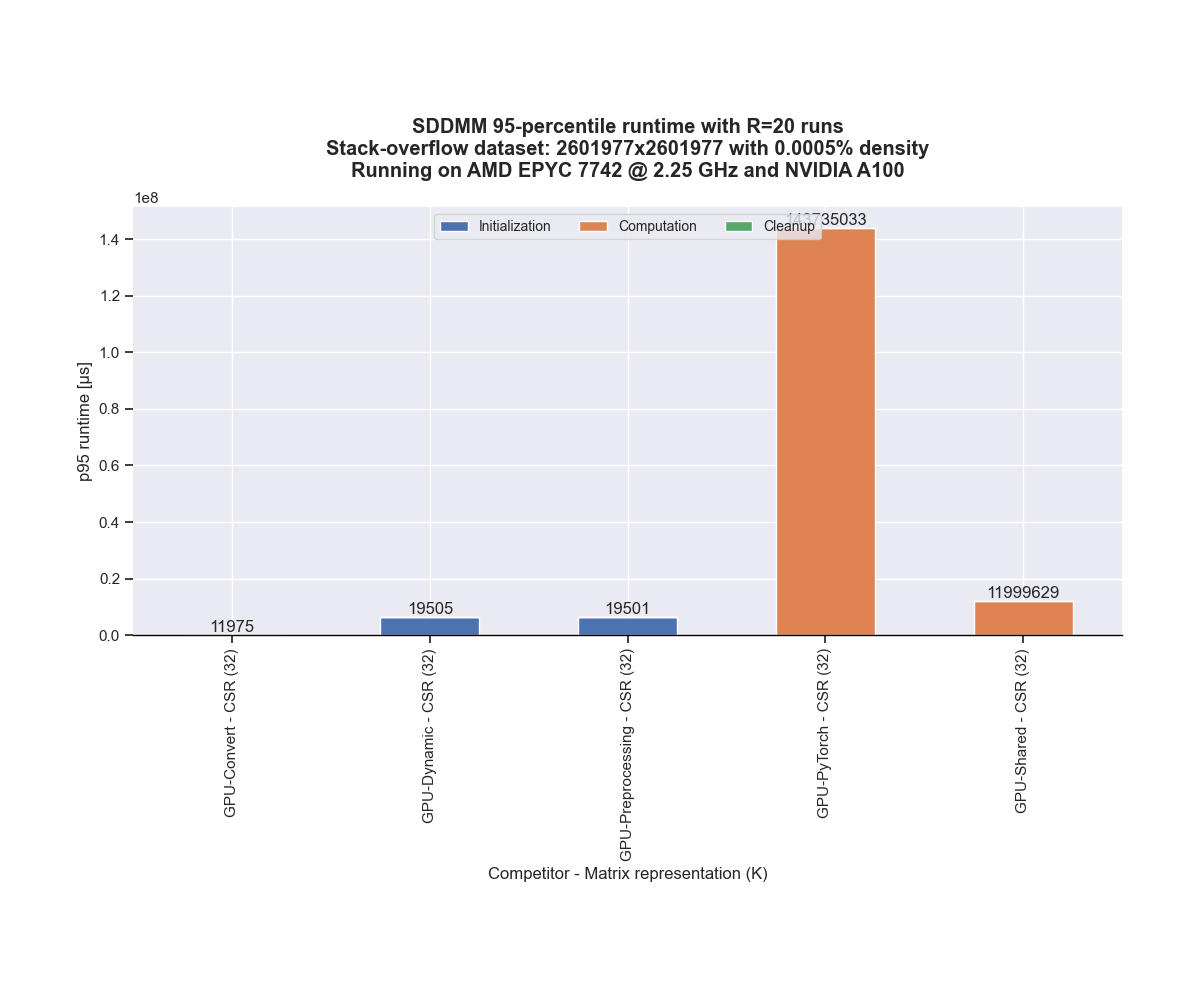 SDDMM 95-percentile runtime with R=20 runs
Stack-overflow dataset: 2601977x2601977 with 0.0005% density
Running on AMD EPYC 7742 @ 2.25 GHz and NVIDIA A100
1e8
Initialization
Computation
Cleanup
143735033
1.4
1.2
1.0
0.8
0.6
0.4
0.2
0.0
p95 runtime [µs]
11975
19505
19501
11999629
GPU-Convert - CSR (32)
GPU-Dynamic - CSR (32)
GPU-Preprocessing - CSR (32)
GPU-PyTorch - CSR (32)
GPU-Shared - CSR (32)
Competitor - Matrix representation (K)